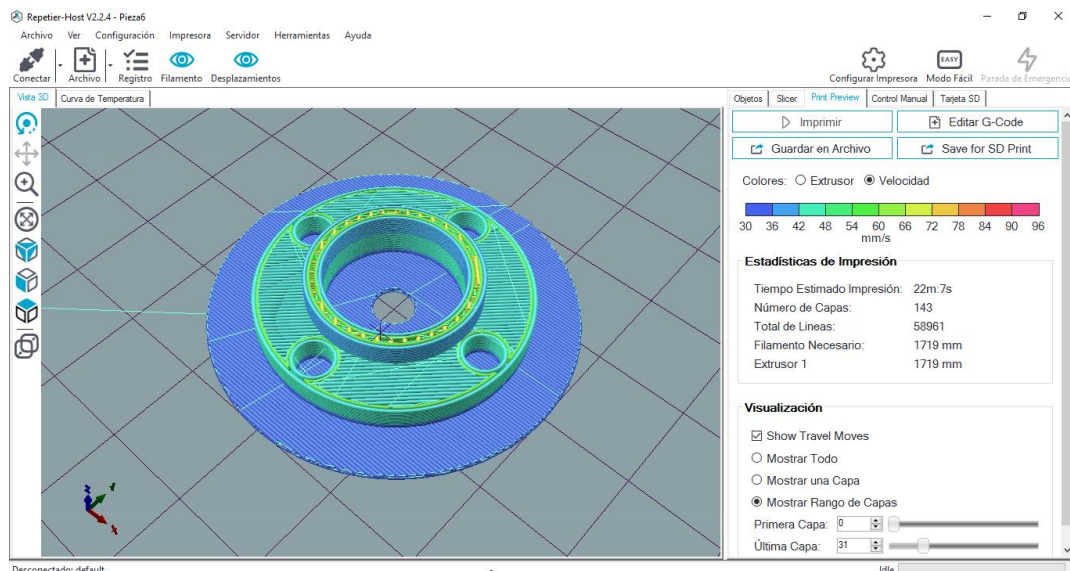 Repetier-Host V2.2.4 - Pieza6
Archivo Ver Configuración Impresora Servidor Herramientas Ayuda
Conectar Archivo Registro Filamento Desplazamientos Configurar Impresora EASY Modo Fácil Parada de Emergencia
Vista 3D Curva de Temperatura
Objetos Slicer Print Preview Control Manual Tarjeta SD
Imprimir Editar G-Code
Guardar en Archivo Save for SD Print
Colores: Extrusor Velocidad
30 36 42 48 54 60 66 72 78 84 90 96
mm/s
Estadísticas de Impresión
Tiempo Estimado Impresión: 22m:7s
Número de Capas: 143
Total de Lineas: 58961
Filamento Necesario: 1719 mm
Extrusor 1 1719 mm
Visualización
Show Travel Moves
Mostrar Todo
Mostrar una Capa
Mostrar Rango de Capas
Primera Capa: 0
Última Capa: 31
Desconectado: default Idle